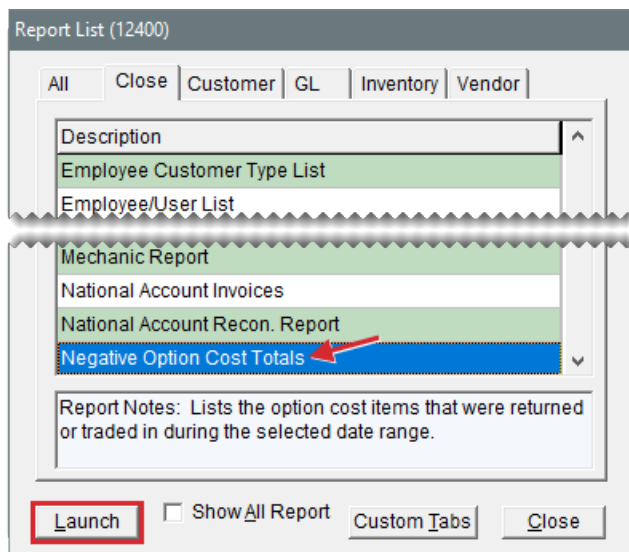 Report List (12400)
All Close Customer GL Inventory Vendor
Description
Employee Customer Type List
Employee/User List
Mechanic Report
National Account Invoices
National Account Recon. Report
Negative Option Cost Totals
Report Notes: Lists the option cost items that were returned
or traded in during the selected date range.
Launch Show All Report Custom Tabs Close